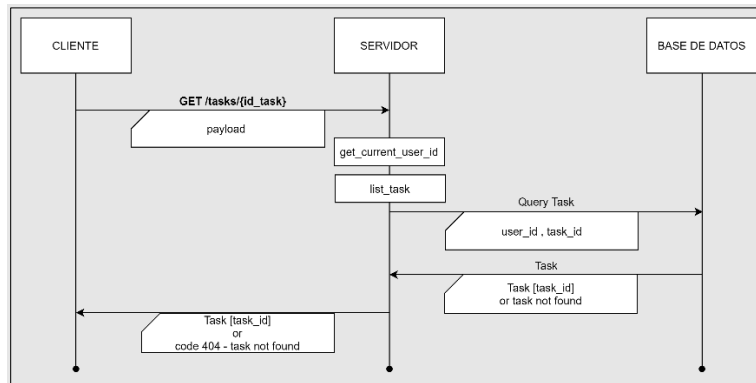 CLIENTE
SERVIDOR
BASE DE DATOS
GET /tasks/{id_task}
payload
get_current_user_id
list_task
Query Task
user_id , task_id
Task
Task [task_id]
or task not found
Task [task_id]
or
code 404 - task not found